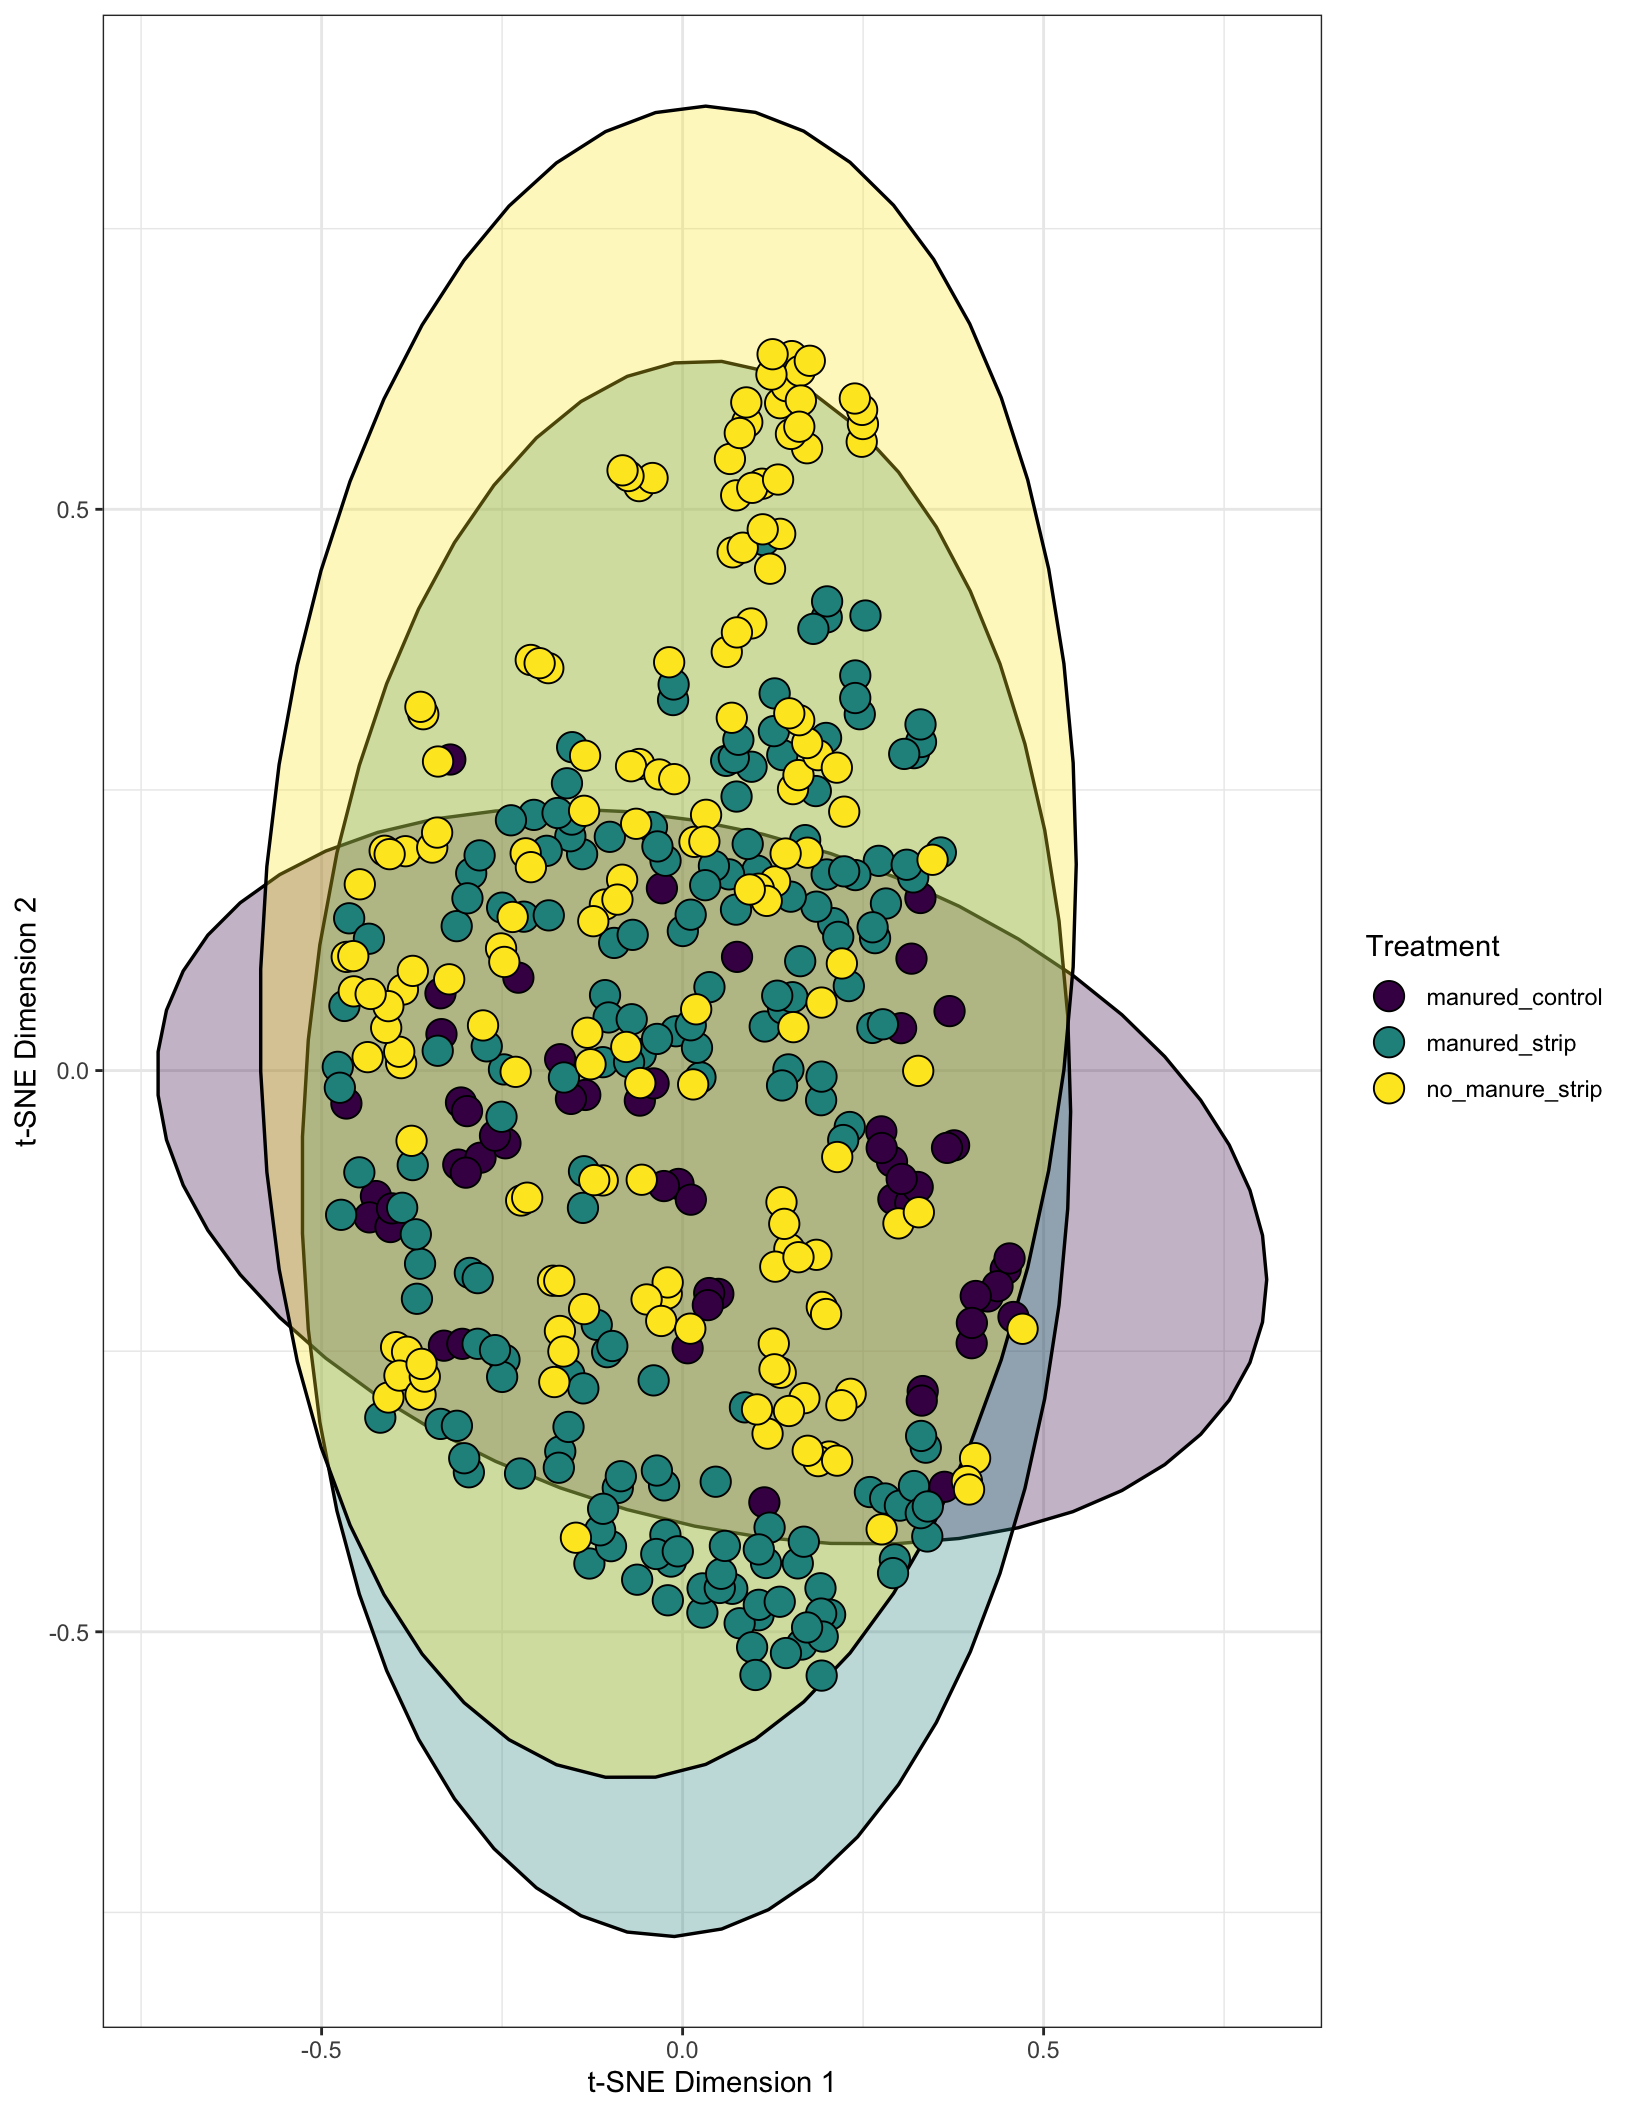 0.5
0.0
-0.5
t-SNE Dimension 2
-0.5
0.0
0.5
t-SNE Dimension 1
Treatment
manured_control
manured_strip
no_manure_strip